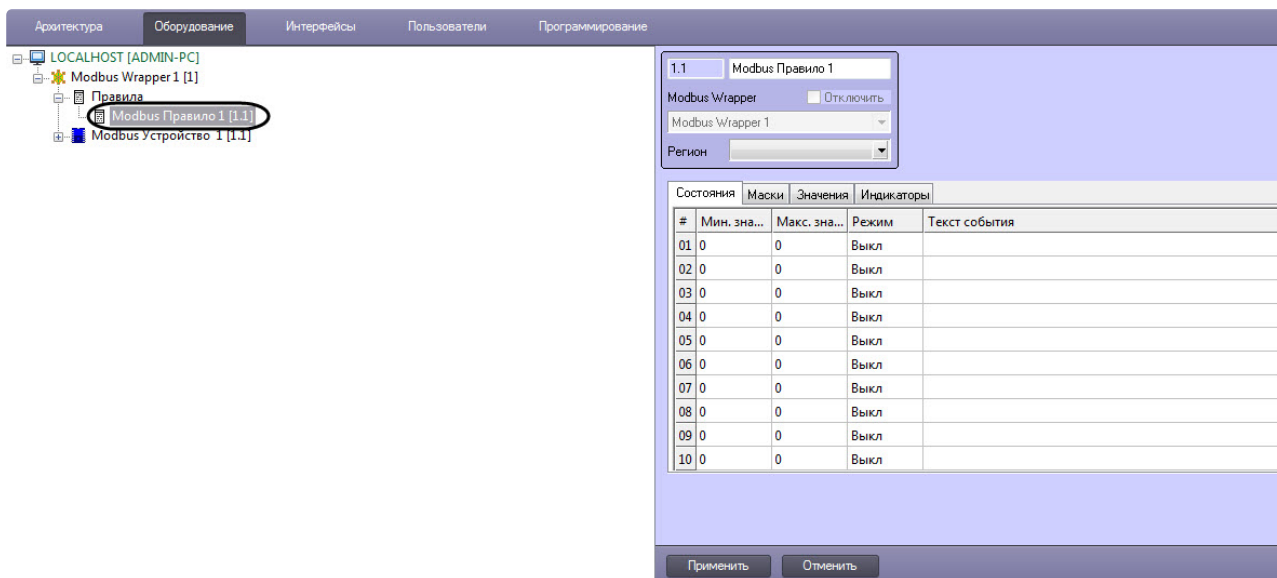 Архитектура Оборудование Интерфейсы Пользователи Программирование
LOCALHOST [ADMIN-PC]
Modbus Wrapper 1 [1]
Правила
Modbus Правило 1 [1.1]
Modbus Устройство 1 [1.1]
1.1 Modbus Правило 1
Modbus Wrapper Отключить
Modbus Wrapper 1
Регион
Состояния Маски Значения Индикаторы
# Мин. зна... Макс. зна... Режим Текст события
01 0 0 Выкл
02 0 0 Выкл
03 0 0 Выкл
04 0 0 Выкл
05 0 0 Выкл
06 0 0 Выкл
07 0 0 Выкл
08 0 0 Выкл
09 0 0 Выкл
10 0 0 Выкл
Применить Отменить